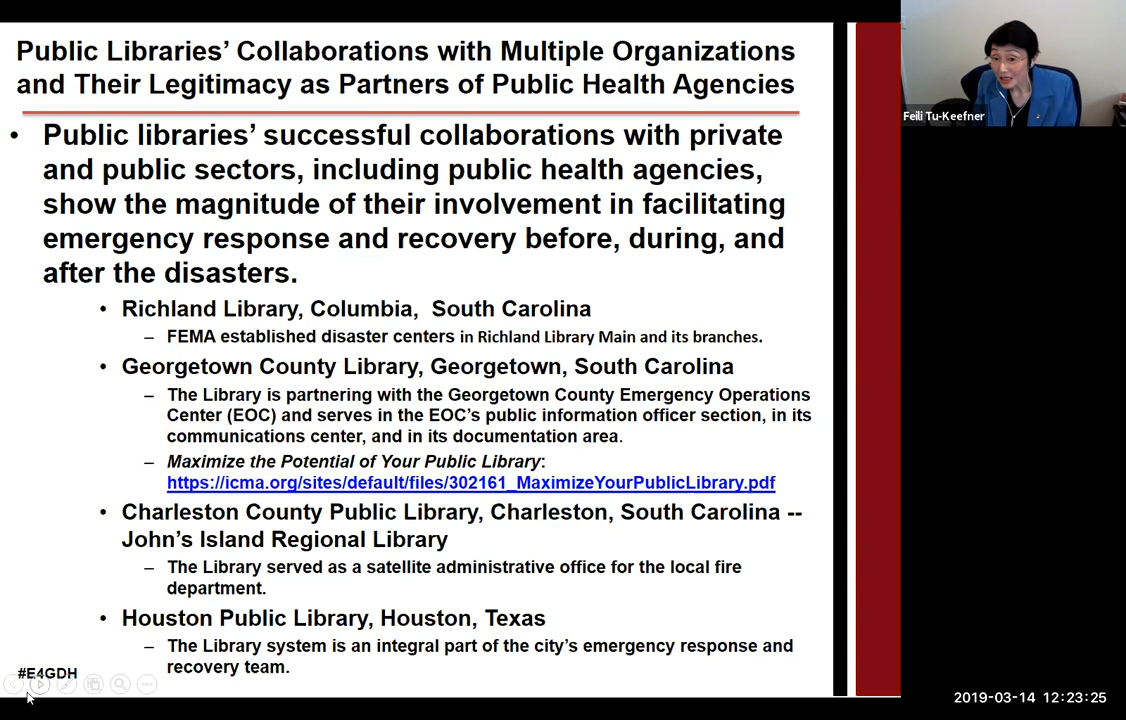 Public Libraries’ Collaborations with Multiple Organizations
and Their Legitimacy as Partners of Public Health Agencies
• Public libraries’ successful collaborations with private
and public sectors, including public health agencies,
show the magnitude of their involvement in facilitating
emergency response and recovery before, during, and
after the disasters.
• Richland Library, Columbia, South Carolina
– FEMA established disaster centers in Richland Library Main and its branches.
• Georgetown County Library, Georgetown, South Carolina
– The Library is partnering with the Georgetown County Emergency Operations
Center (EOC) and serves in the EOC’s public information officer section, in its
communications center, and in its documentation area.
– Maximize the Potential of Your Public Library:
https://icma.org/sites/default/files/302161_MaximizeYourPublicLibrary.pdf
• Charleston County Public Library, Charleston, South Carolina --
John’s Island Regional Library
– The Library served as a satellite administrative office for the local fire
department.
• Houston Public Library, Houston, Texas
– The Library system is an integral part of the city’s emergency response and
recovery team.
#E4GDH
Feili Tu-Keefner
2019-03-14 12:23:25